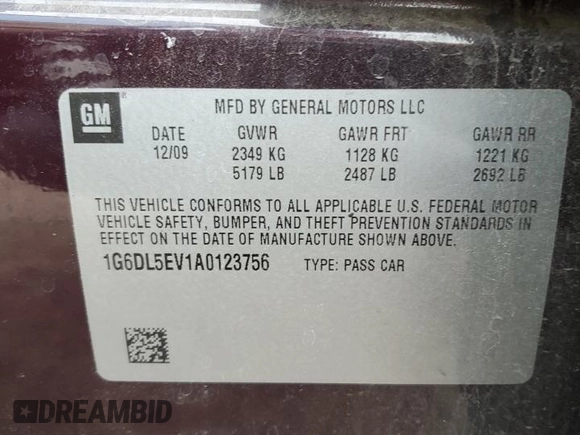 GM
MFD BY GENERAL MOTORS LLC
DATE GVWR GAWR FRT GAWR RR
12/09 2349 KG 1128 KG 1221 KG
5179 LB 2487 LB 2692 LB
THIS VEHICLE CONFORMS TO ALL APPLICABLE U.S. FEDERAL MOTOR
VEHICLE SAFETY, BUMPER, AND THEFT PREVENTION STANDARDS IN
EFFECT ON THE DATE OF MANUFACTURE SHOWN ABOVE.
1G6DL5EV1A0123756 TYPE: PASS CAR
DREAMBID